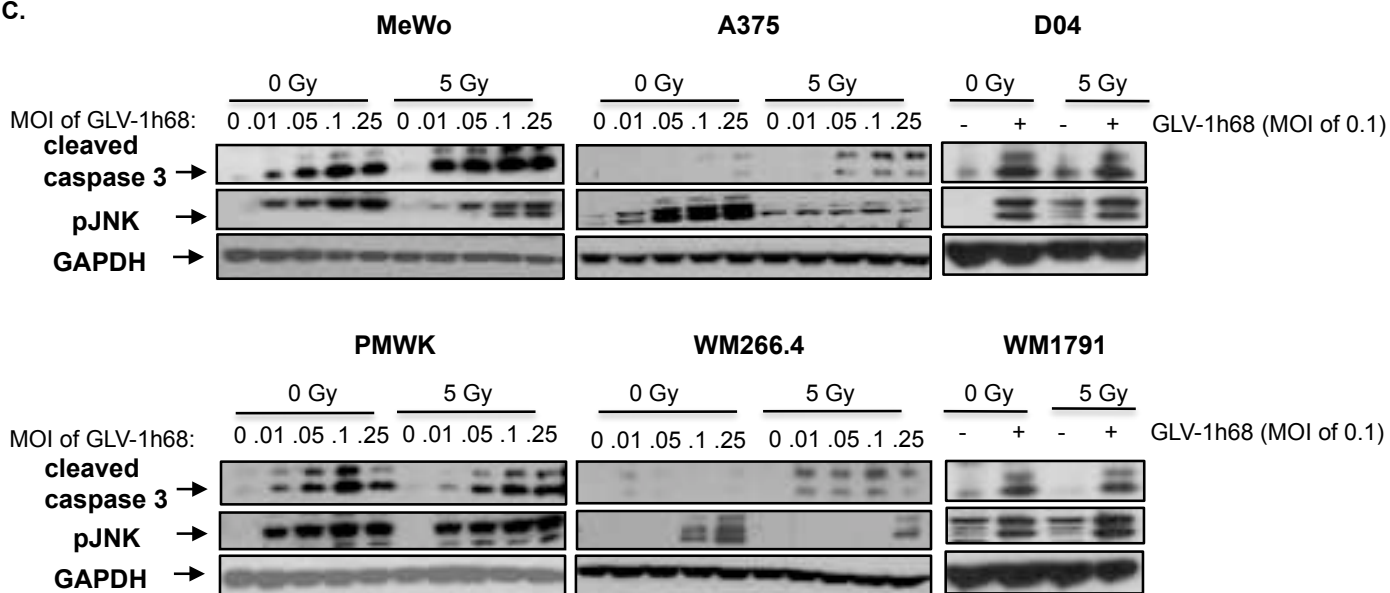 C.
MeWo A375 D04
0 Gy 5 Gy 0 Gy 5 Gy 0 Gy 5 Gy
MOI of GLV-1h68: 0 .01 .05 .1 .25 0 .01 .05 .1 .25 0 .01 .05 .1 .25 0 .01 .05 .1 .25 - + - + GLV-1h68 (MOI of 0.1)
cleaved
caspase 3
pJNK
GAPDH
PMWK WM266.4 WM1791
0 Gy 5 Gy 0 Gy 5 Gy 0 Gy 5 Gy
MOI of GLV-1h68: 0 .01 .05 .1 .25 0 .01 .05 .1 .25 0 .01 .05 .1 .25 0 .01 .05 .1 .25 - + - + GLV-1h68 (MOI of 0.1)
cleaved
caspase 3
pJNK
GAPDH